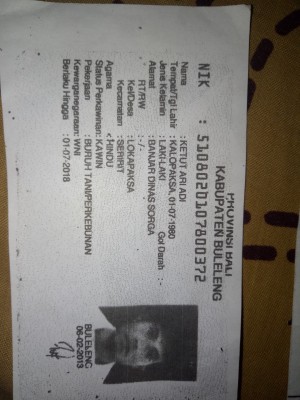 PROVINSI BALI
KABUPATEN BULELENG
NIK : 5108020107800372
Nama : KETUT ARI ADI
Tempat/Tgl Lahir : KALOPAKSA, 01-07-1980
Jenis Kelamin : LAKI-LAKI Gol Darah : -
Alamat : BANJAR DINAS SORGA
RT/RW : -/-
Kel/Desa : LOKAPAKSA
Kecamatan : SERIRIT
Agama : HINDU
Status Perkawinan: KAWIN
Pekerjaan : BURUH TANI/PERKEBUNAN
Kewarganegaraan: WNI
Berlaku Hingga : 01-07-2018
BULELENG
06-02-2013